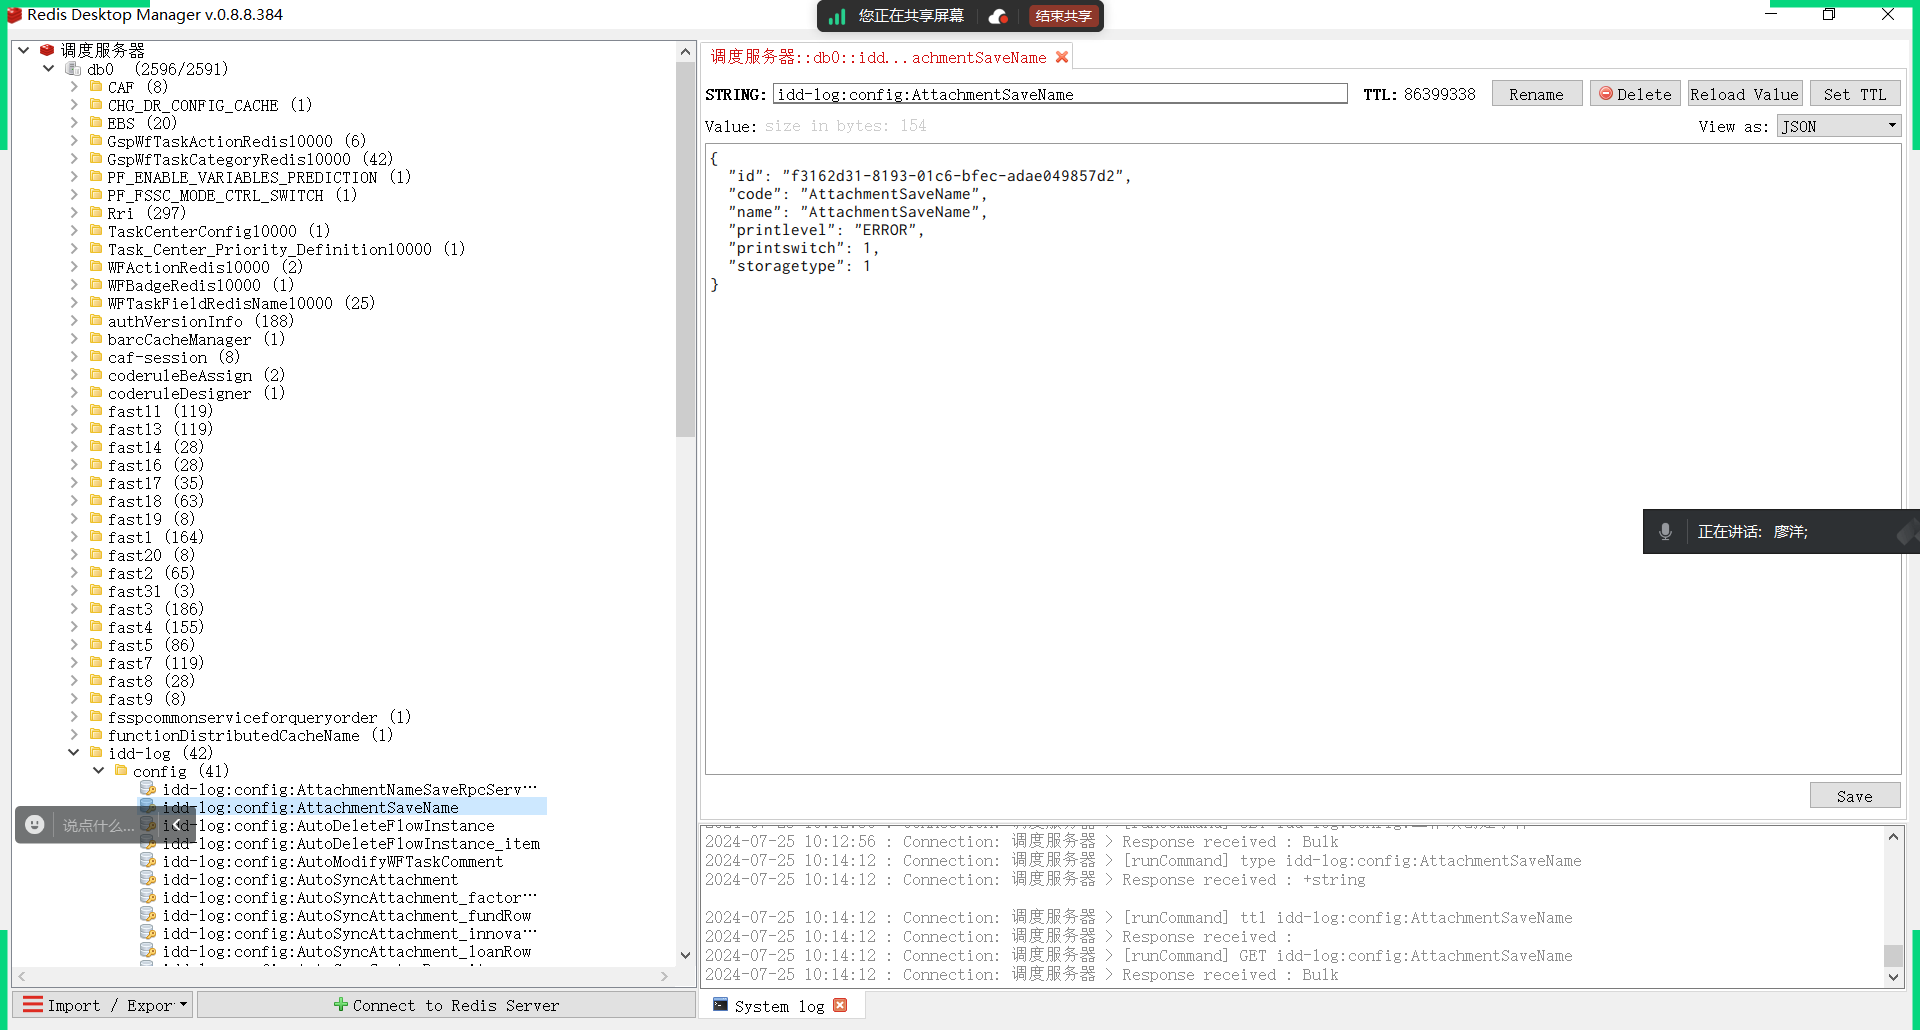 Redis Desktop Manager v.0.8.8.384
您正在共享屏幕
结束共享
调度服务器
db0 (2596/2591)
CAF (8)
CHG_DR_CONFIG_CACHE (1)
EBS (20)
GspWfTaskActionRedis10000 (6)
GspWfTaskCategoryRedis10000 (42)
PF_ENABLE_VARIABLES_PREDICTION (1)
PF_FSSC_MODE_CTRL_SWITCH (1)
Rri (297)
TaskCenterConfig10000 (1)
Task_Center_Priority_Definition10000 (1)
WFActionRedis10000 (2)
WFBadgeRedis10000 (1)
WFTaskFieldRedisName10000 (25)
authVersionInfo (188)
barcCacheManager (1)
caf-session (8)
coderuleBeAssign (2)
coderuleDesigner (1)
fast11 (119)
fast13 (119)
fast14 (28)
fast16 (28)
fast17 (35)
fast18 (63)
fast19 (8)
fast1 (164)
fast20 (8)
fast2 (65)
fast31 (3)
fast3 (186)
fast4 (155)
fast5 (86)
fast7 (119)
fast8 (28)
fast9 (8)
fsspcommonserviceforqueryorder (1)
functionDistributedCacheName (1)
idd-log (42)
config (41)
idd-log:config:AttachmentNameSaveRpcServ…
idd-log:config:AttachmentSaveName
idd-log:config:AutoDeleteFlowInstance
idd-log:config:AutoDeleteFlowInstance_item
idd-log:config:AutoModifyWFTaskComment
idd-log:config:AutoSyncAttachment
idd-log:config:AutoSyncAttachment_factor…
idd-log:config:AutoSyncAttachment_fundRow
idd-log:config:AutoSyncAttachment_innova…
idd-log:config:AutoSyncAttachment_loanRow
说点什么...
Import / Expor
Connect to Redis Server
调度服务器::db0::idd...achmentSaveName
STRING: idd-log:config:AttachmentSaveName TTL: 86399338 Rename Delete Reload Value Set TTL
Value: size in bytes: 154 View as: JSON
{
"id": "f3162d31-8193-01c6-bfec-adae049857d2",
"code": "AttachmentSaveName",
"name": "AttachmentSaveName",
"printlevel": "ERROR",
"printswitch": 1,
"storagetype": 1
}
正在讲话: 廖洋;
Save
2024-07-25 10:12:56 : Connection: 调度服务器 > Response received : Bulk
2024-07-25 10:14:12 : Connection: 调度服务器 > [runCommand] type idd-log:config:AttachmentSaveName
2024-07-25 10:14:12 : Connection: 调度服务器 > Response received : +string
2024-07-25 10:14:12 : Connection: 调度服务器 > [runCommand] ttl idd-log:config:AttachmentSaveName
2024-07-25 10:14:12 : Connection: 调度服务器 > Response received :
2024-07-25 10:14:12 : Connection: 调度服务器 > [runCommand] GET idd-log:config:AttachmentSaveName
2024-07-25 10:14:12 : Connection: 调度服务器 > Response received : Bulk
System log